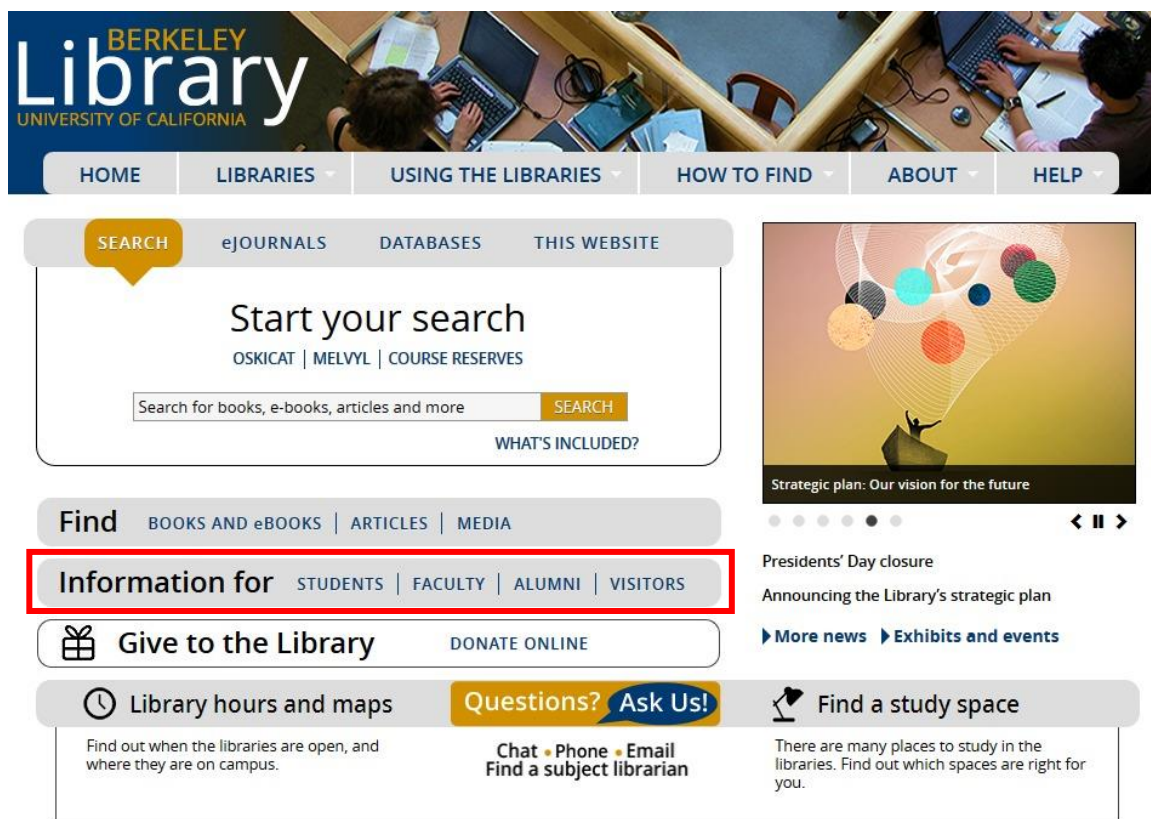 BERKELEY
Library
UNIVERSITY OF CALIFORNIA
HOME LIBRARIES USING THE LIBRARIES HOW TO FIND ABOUT HELP
SEARCH eJOURNALS DATABASES THIS WEBSITE
Start your search
OSKICAT | MELVYL | COURSE RESERVES
Search for books, e-books, articles and more SEARCH
WHAT'S INCLUDED?
Strategic plan: Our vision for the future
Find BOOKS AND eBOOKS | ARTICLES | MEDIA
Information for STUDENTS | FACULTY | ALUMNI | VISITORS
Give to the Library DONATE ONLINE
Presidents' Day closure
Announcing the Library's strategic plan
More news Exhibits and events
Library hours and maps
Find out when the libraries are open, and
where they are on campus.
Questions? Ask Us!
Chat • Phone • Email
Find a subject librarian
Find a study space
There are many places to study in the
libraries. Find out which spaces are right for
you.